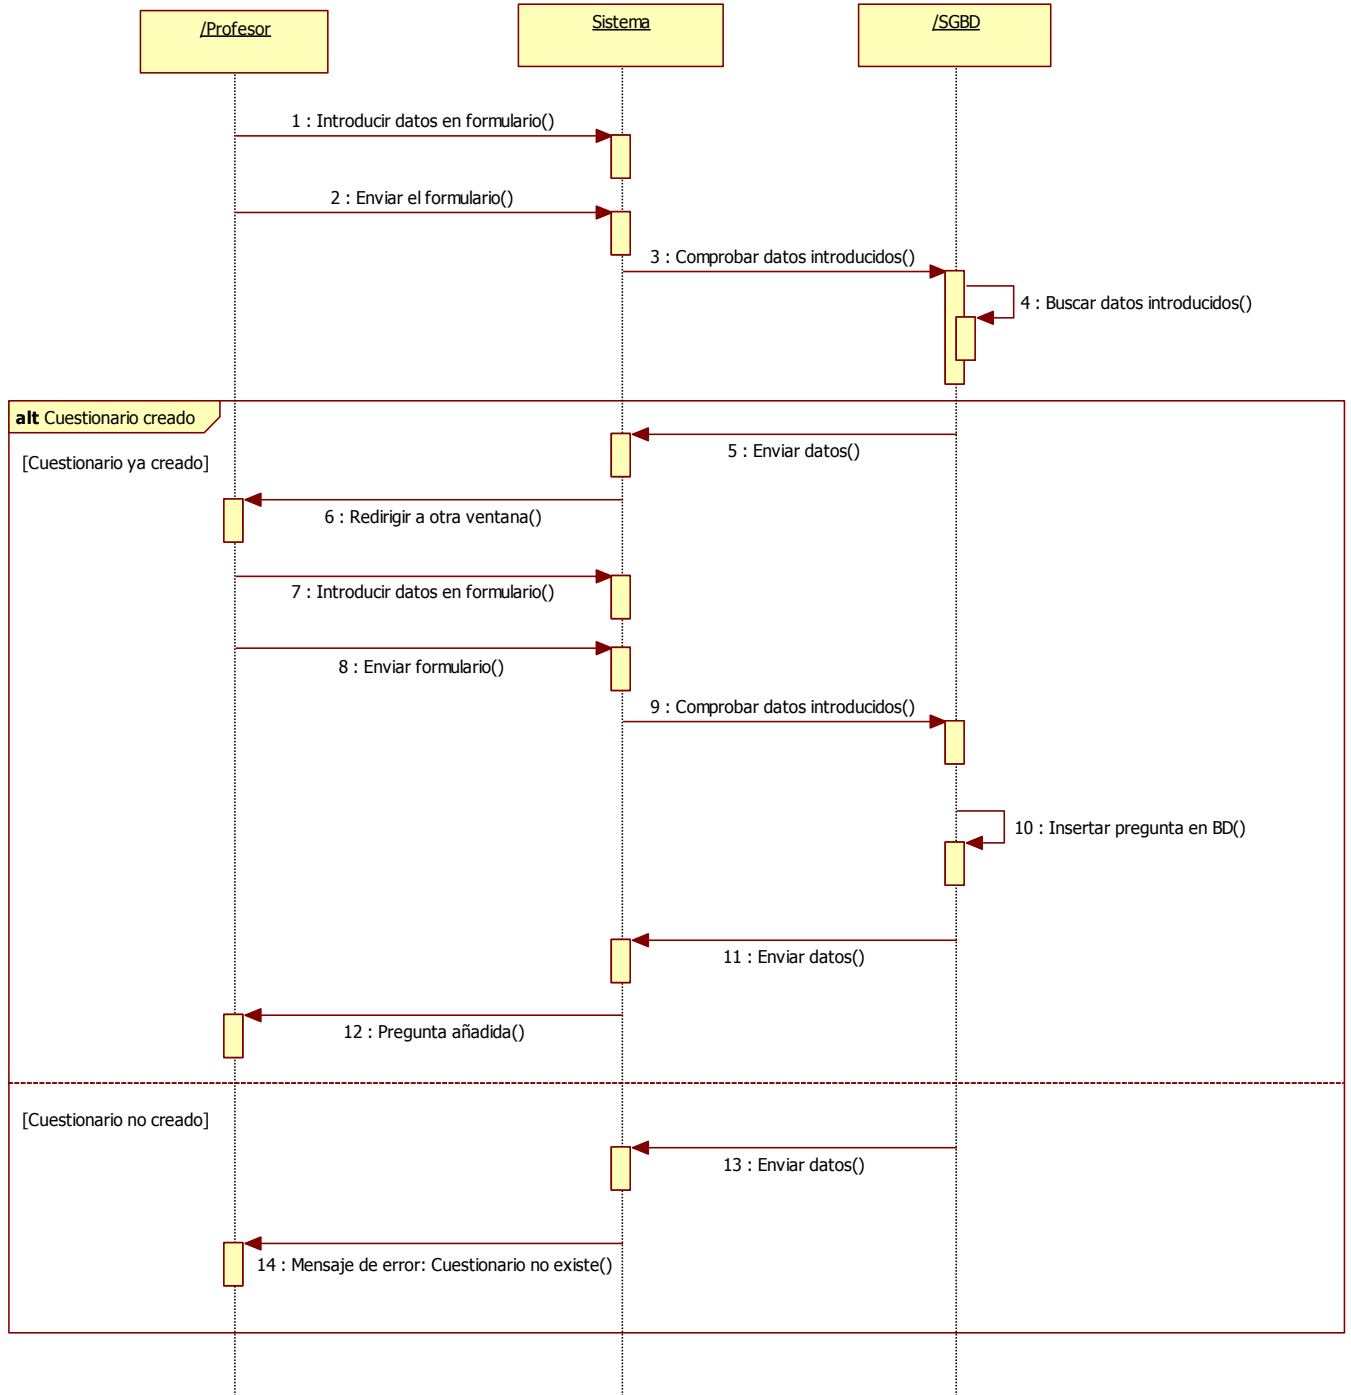 /Profesor
Sistema
/SGBD
1 : Introducir datos en formulario()
2 : Enviar el formulario()
3 : Comprobar datos introducidos()
4 : Buscar datos introducidos()
alt Cuestionario creado
[Cuestionario ya creado]
5 : Enviar datos()
6 : Redirigir a otra ventana()
7 : Introducir datos en formulario()
8 : Enviar formulario()
9 : Comprobar datos introducidos()
10 : Insertar pregunta en BD()
11 : Enviar datos()
12 : Pregunta añadida()
[Cuestionario no creado]
13 : Enviar datos()
14 : Mensaje de error: Cuestionario no existe()